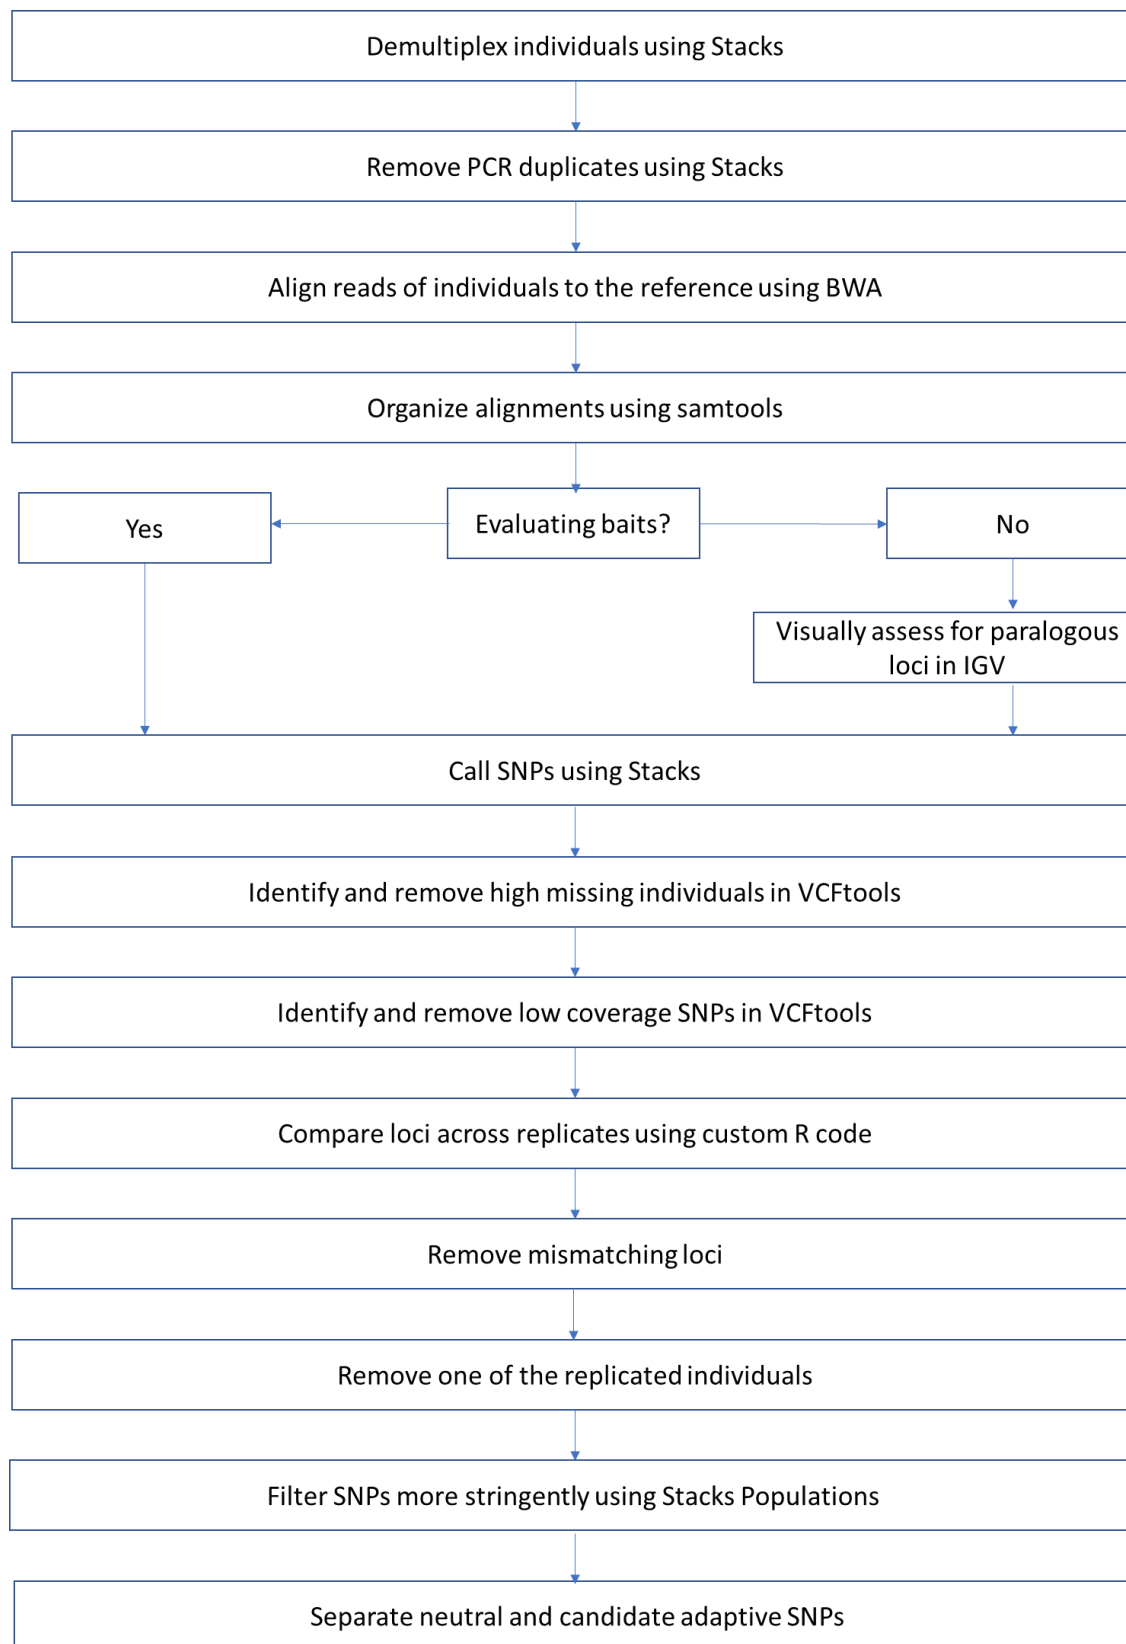 Demultiplex individuals using Stacks
Remove PCR duplicates using Stacks
Align reads of individuals to the reference using BWA
Organize alignments using samtools
Yes
Evaluating baits?
No
Visually assess for paralogous
loci in IGV
Call SNPs using Stacks
Identify and remove high missing individuals in VCFtools
Identify and remove low coverage SNPs in VCFtools
Compare loci across replicates using custom R code
Remove mismatching loci
Remove one of the replicated individuals
Filter SNPs more stringently using Stacks Populations
Separate neutral and candidate adaptive SNPs